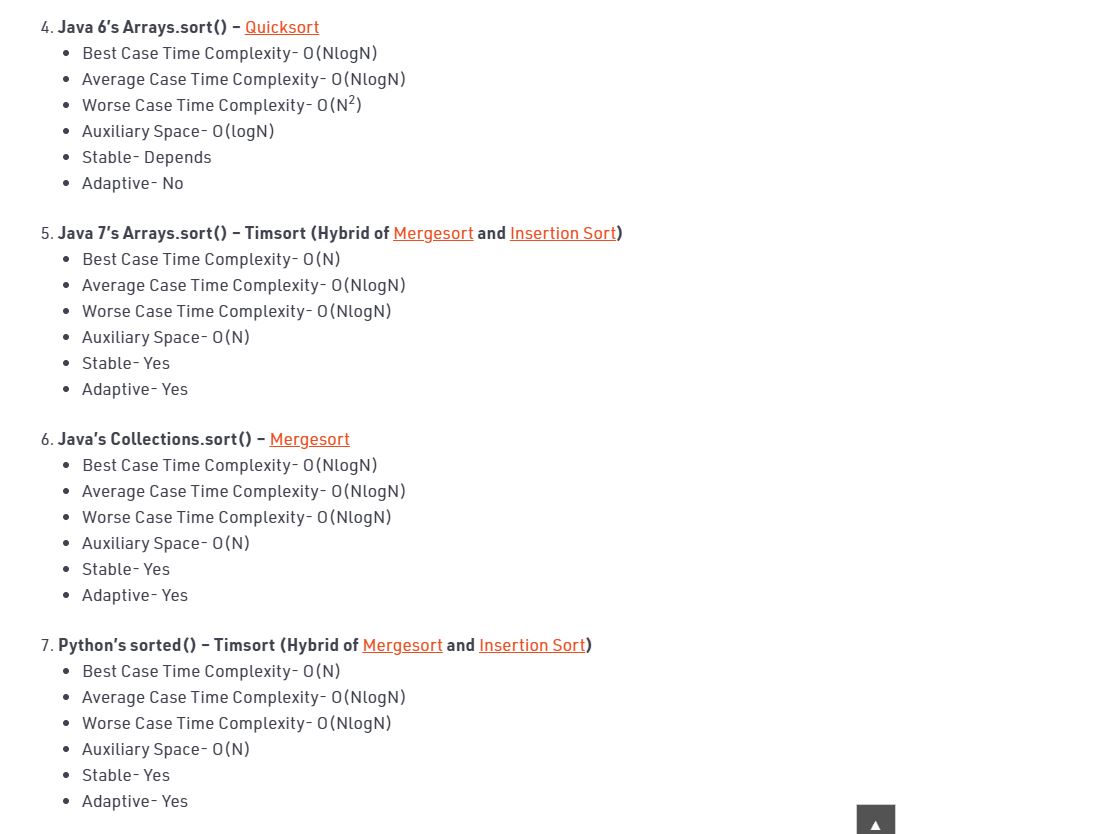 4. Java 6's Arrays.sort() – Quicksort
• Best Case Time Complexity- O(NlogN)
• Average Case Time Complexity- O(NlogN)
• Worse Case Time Complexity- O(N²)
• Auxiliary Space- O(logN)
• Stable- Depends
• Adaptive- No
5. Java 7's Arrays.sort() – Timsort (Hybrid of Mergesort and Insertion Sort)
• Best Case Time Complexity- O(N)
• Average Case Time Complexity- O(NlogN)
• Worse Case Time Complexity- O(NlogN)
• Auxiliary Space- O(N)
• Stable- Yes
• Adaptive- Yes
6. Java's Collections.sort() – Mergesort
• Best Case Time Complexity- O(NlogN)
• Average Case Time Complexity- O(NlogN)
• Worse Case Time Complexity- O(NlogN)
• Auxiliary Space- O(N)
• Stable- Yes
• Adaptive- Yes
7. Python's sorted() – Timsort (Hybrid of Mergesort and Insertion Sort)
• Best Case Time Complexity- O(N)
• Average Case Time Complexity- O(NlogN)
• Worse Case Time Complexity- O(NlogN)
• Auxiliary Space- O(N)
• Stable- Yes
• Adaptive- Yes